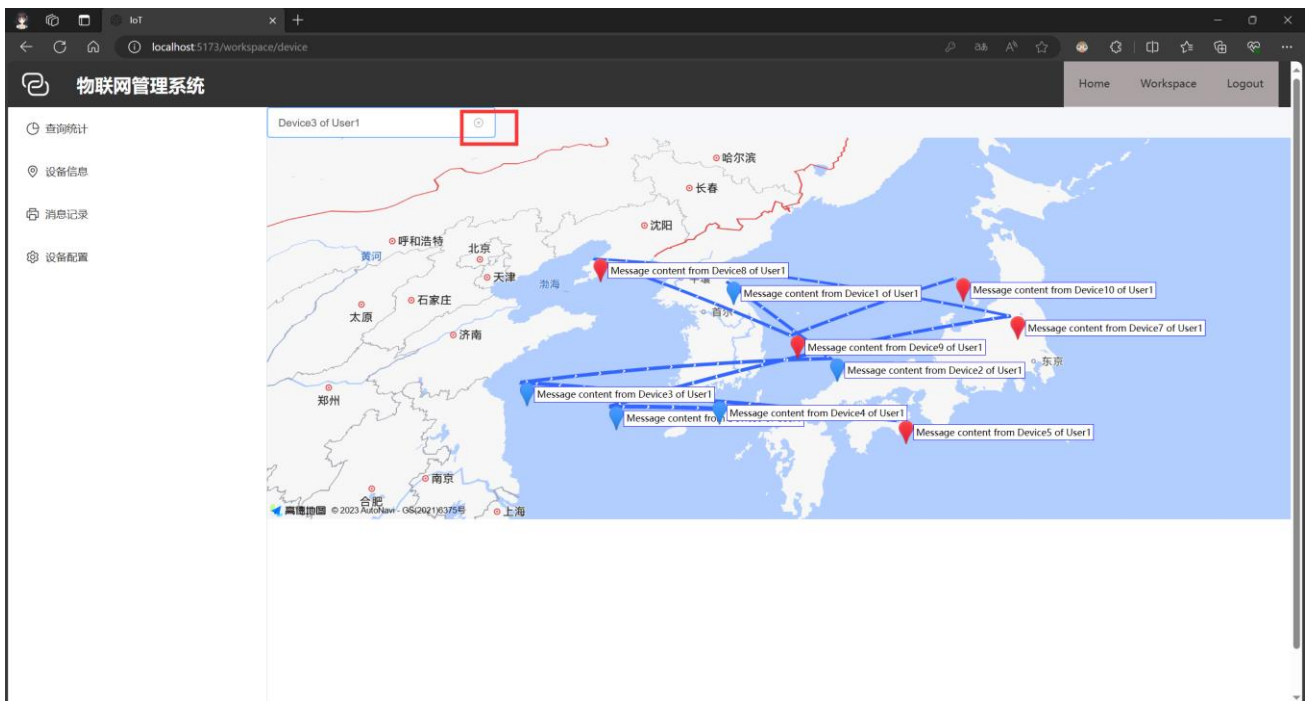 IoT
localhost:5173/workspace/device
物联网管理系统
Home Workspace Logout
查询统计
设备信息
消息记录
设备配置
Device3 of User1
哈尔滨
长春
沈阳
呼和浩特
北京
黄河
天津
渤海
石家庄
太原
济南
首尔
东京
郑州
南京
合肥
上海
Message content from Device8 of User1
Message content from Device1 of User1
Message content from Device10 of User1
Message content from Device7 of User1
Message content from Device9 of User1
Message content from Device2 of User1
Message content from Device3 of User1
Message content from Device4 of User1
Message content fro
Message content from Device5 of User1
高德地图 © 2023 AutoNavi - GS(2021)6375号